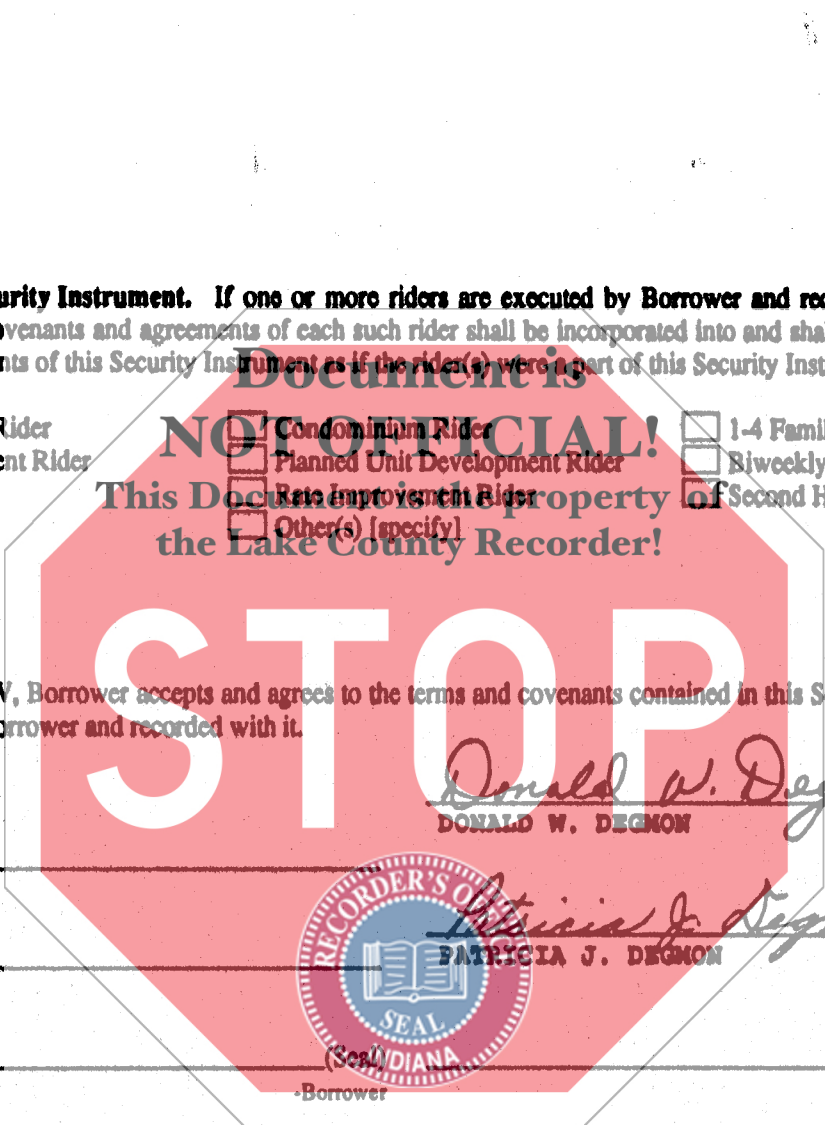 urity Instrument. If one or more riders are executed by Borrower and rec
ovenants and agreements of each such rider shall be incorporated into and shal
nts of this Security Instrument as if the rider(s) were a part of this Security Inst
Document is
Rider Condominium Rider 1-4 Famil
NOT OFFICIAL!
ent Rider Planned Unit Development Rider Biweekly
Rate Improvement Rider Second H
This Document is the property of
Other(s) [specify]
the Lake County Recorder!
STOP
V, Borrower accepts and agrees to the terms and covenants contained in this S
orrower and recorded with it.
Donald W. Deg
DONALD W. DEGMON
Patricia J. Degm
PATRICIA J. DEGMON
RECORDER'S OFFICE
SEAL
INDIANA
(Seal)
-Borrower